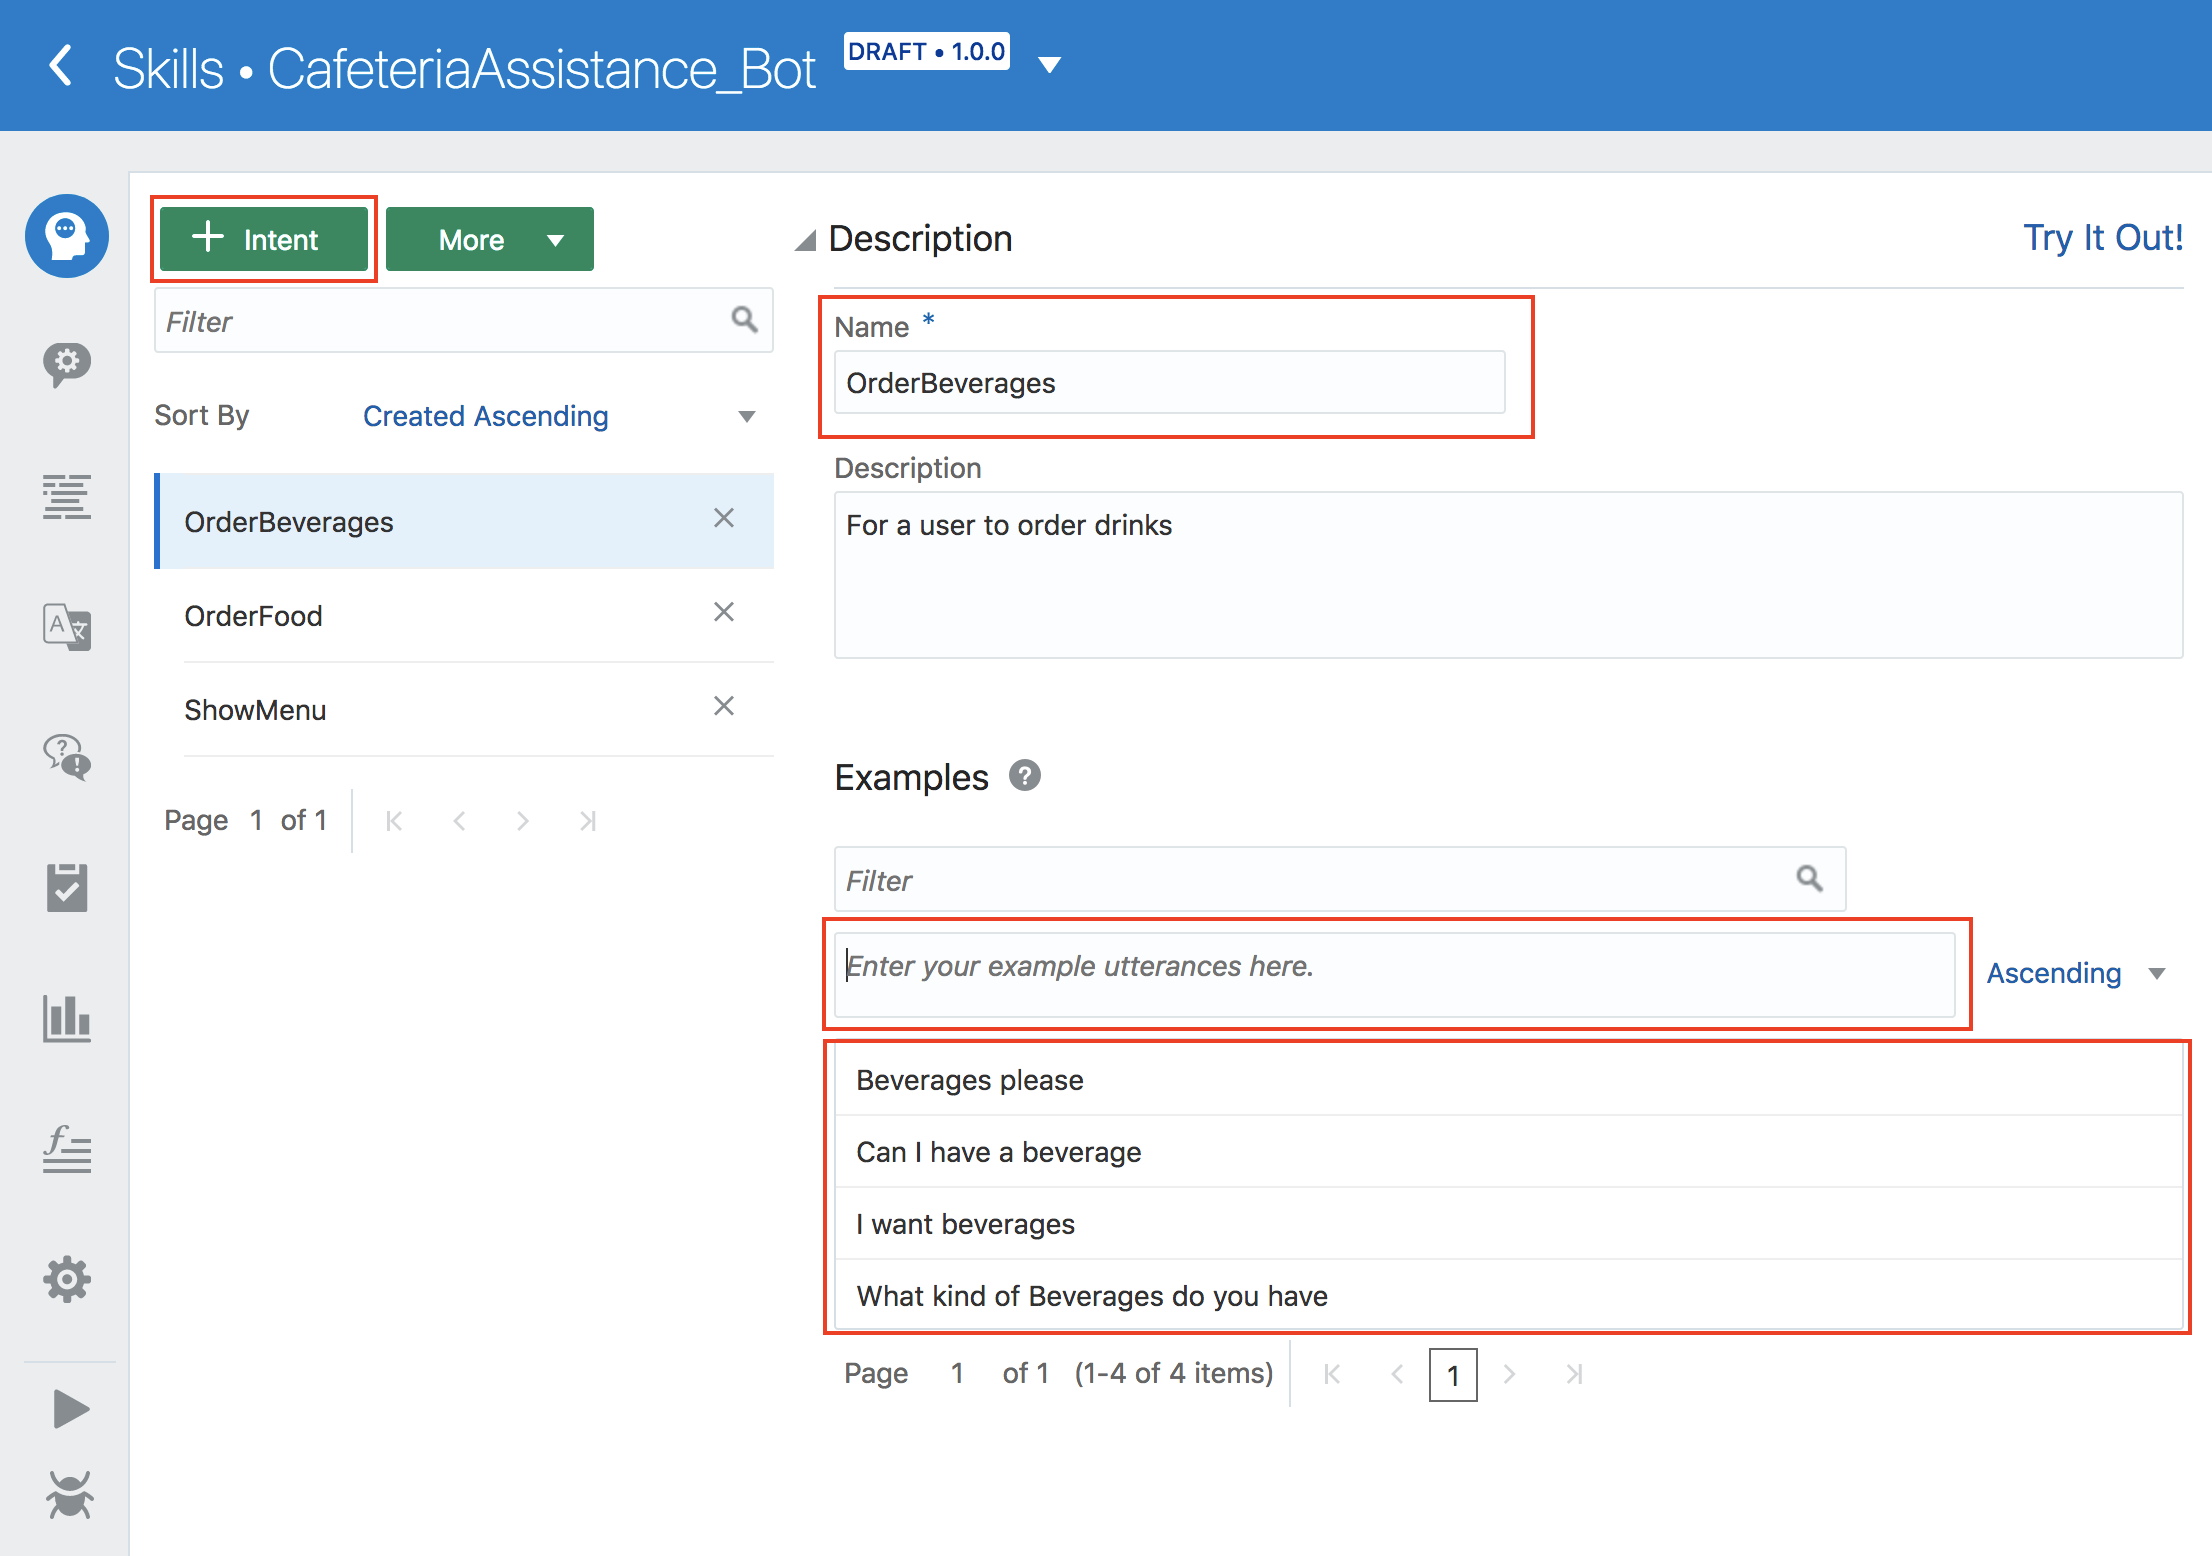 Skills • CafeteriaAssistance_Bot
DRAFT • 1.0.0
Intent
More
Filter
Sort By
Created Ascending
OrderBeverages
OrderFood
ShowMenu
Page 1 of 1
Description
Try It Out!
Name *
OrderBeverages
Description
For a user to order drinks
Examples ?
Filter
Enter your example utterances here.
Ascending
Beverages please
Can I have a beverage
I want beverages
What kind of Beverages do you have
Page 1 of 1 (1-4 of 4 items)
1